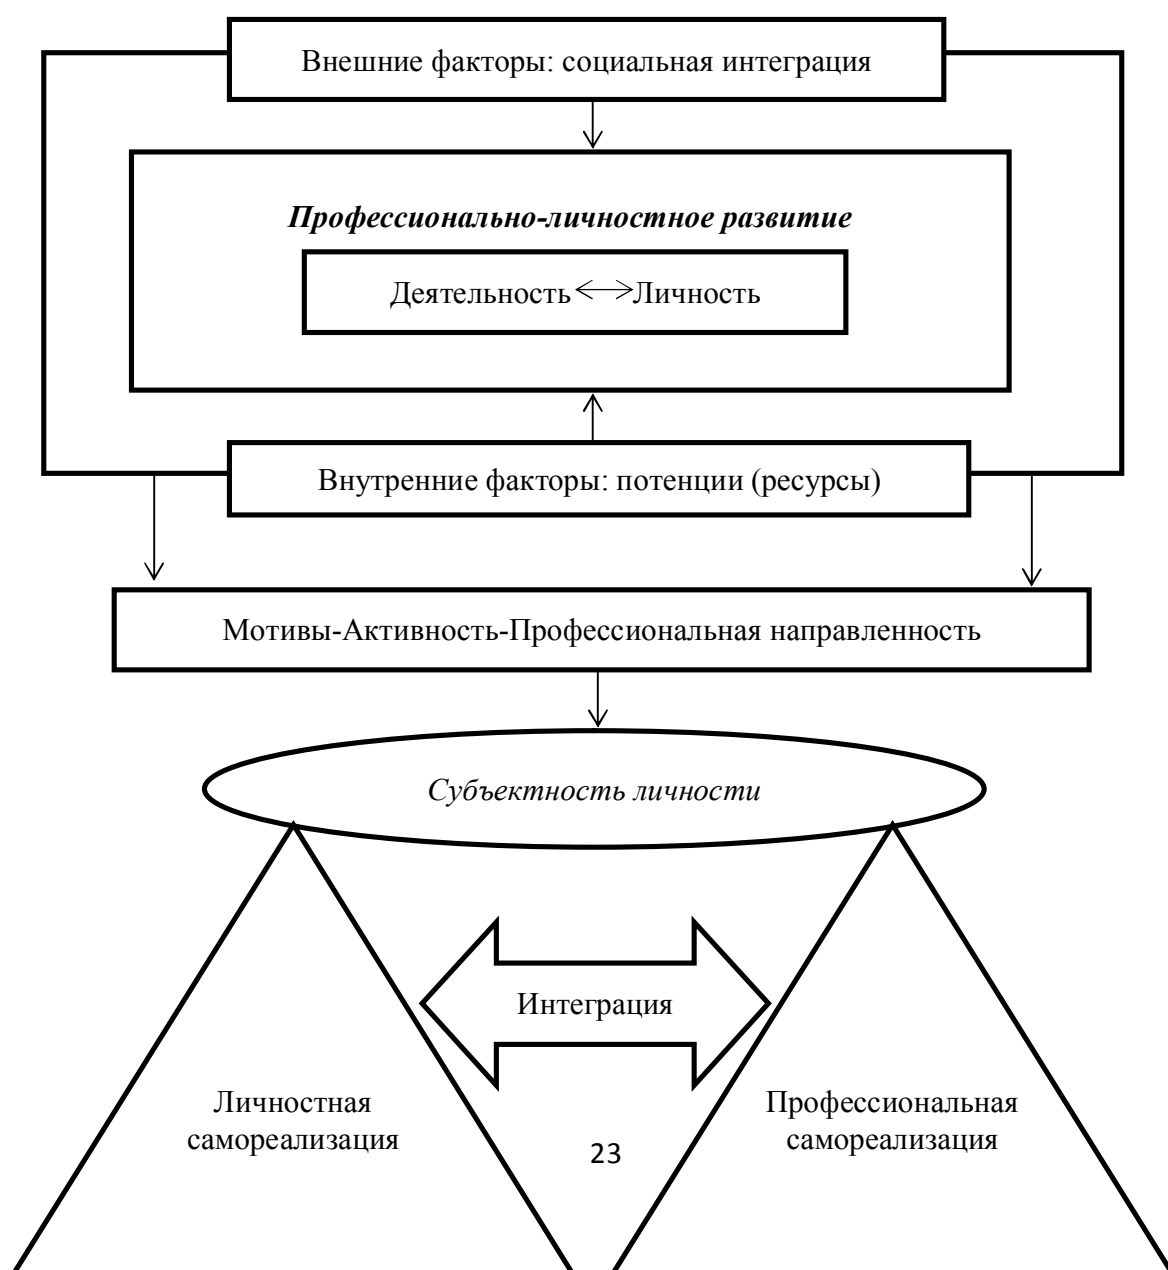 Внешние факторы: социальная интеграция
Профессионально-личностное развитие
Деятельность Личность
Внутренние факторы: потенции (ресурсы)
Мотивы-Активность-Профессиональная направленность
Субъектность личности
Интеграция
Личностная
самореализация
Профессиональная
самореализация
23